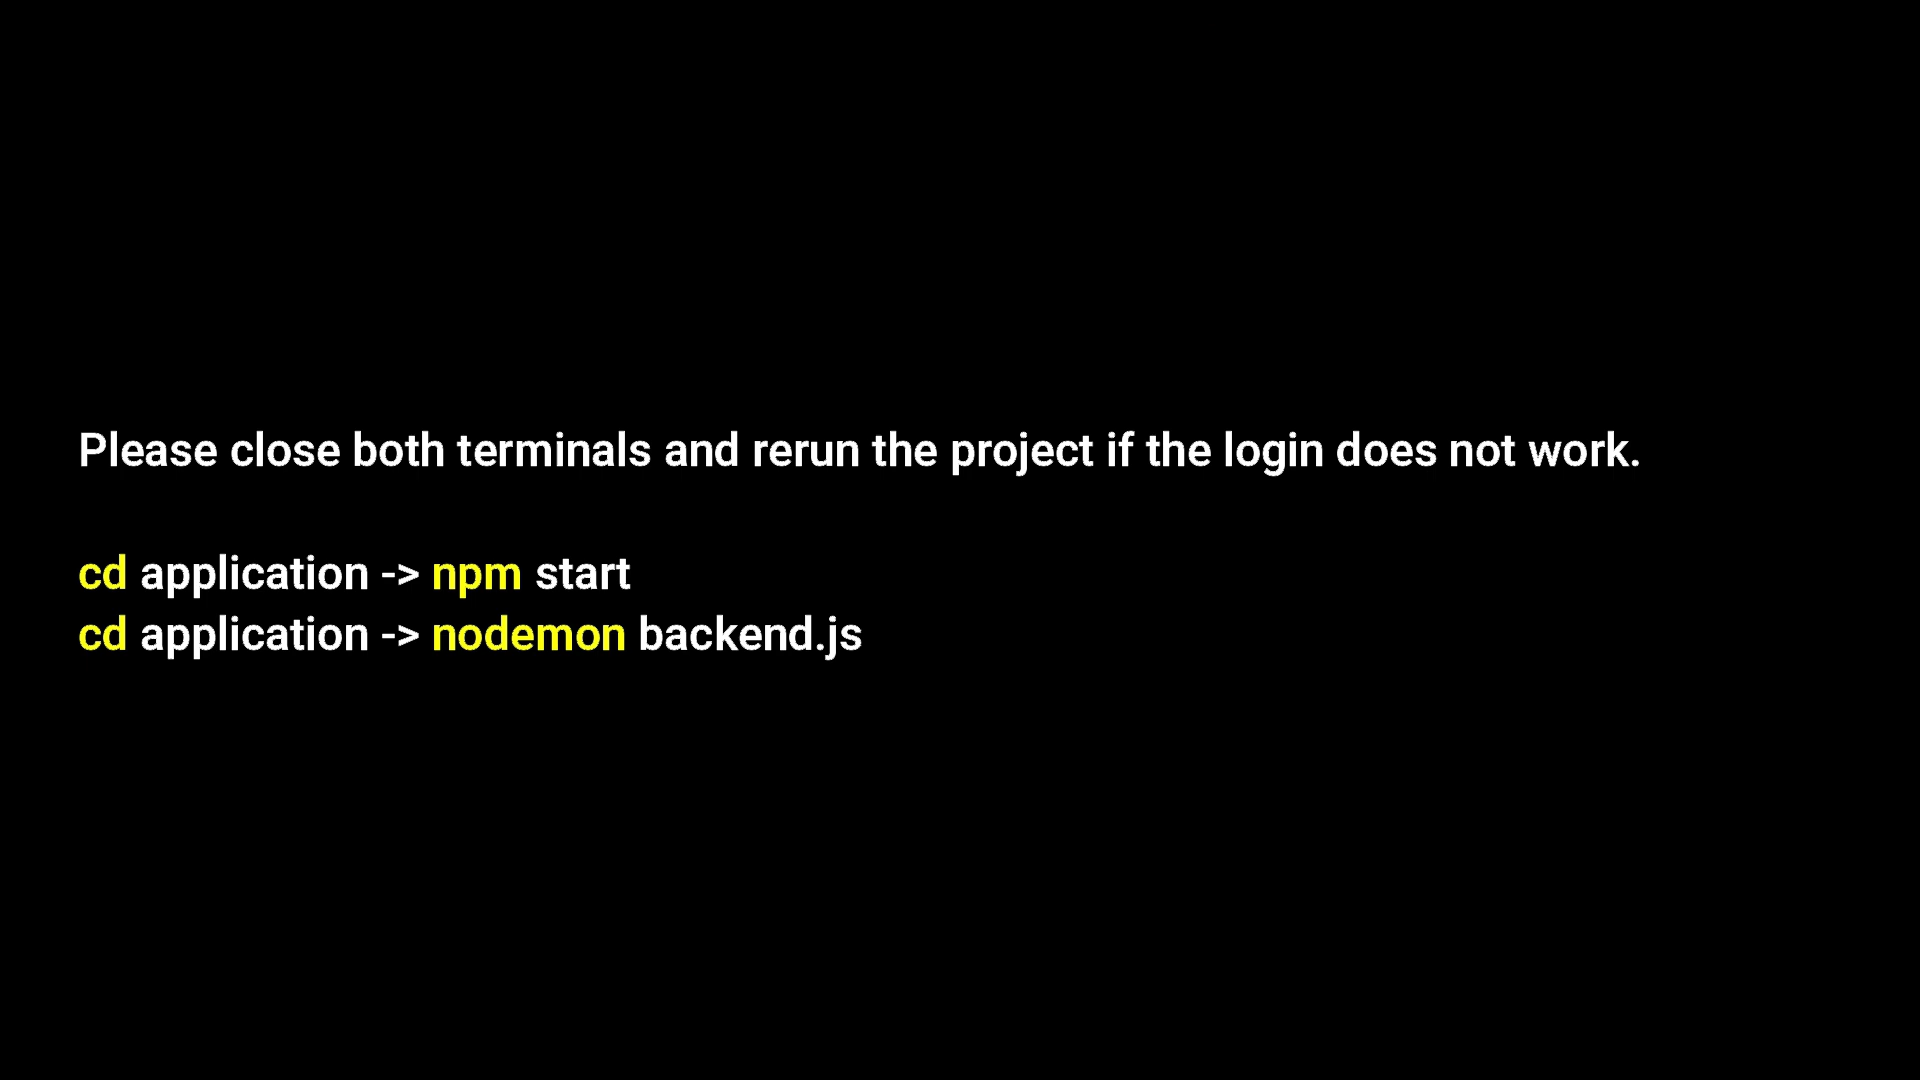 Please close both terminals and rerun the project if the login does not work.
cd application -> npm start
cd application -> nodemon backend.js